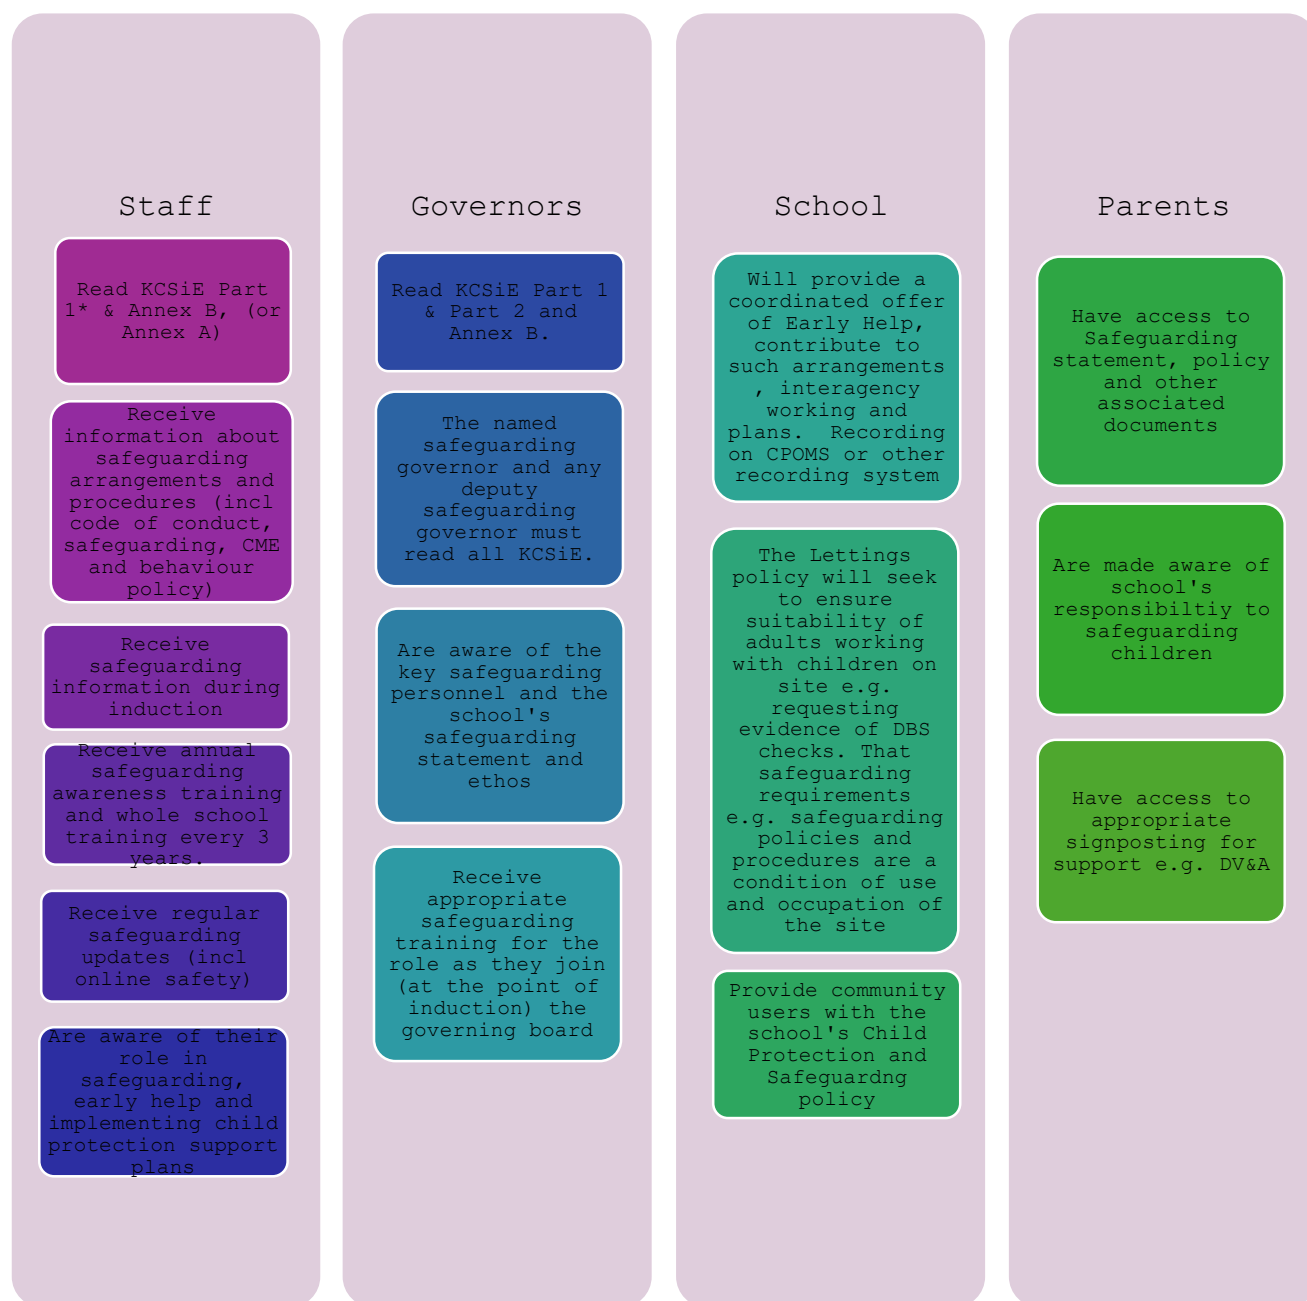 Staff
Read KCSiE Part
1* & Annex B, (or
Annex A)
Receive
information about
safeguarding
arrangements and
procedures (incl
code of conduct,
safeguarding, CME
and behaviour
policy)
Receive
safeguarding
information during
induction
Receive annual
safeguarding
awareness training
and whole school
training every 3
years.
Receive regular
safeguarding
updates (incl
online safety)
Are aware of their
role in
safeguarding,
early help and
implementing child
protection support
plans
Governors
Read KCSiE Part 1
& Part 2 and
Annex B.
The named
safeguarding
governor and any
deputy
safeguarding
governor must
read all KCSiE.
Are aware of the
key safeguarding
personnel and the
school's
safeguarding
statement and
ethos
Receive
appropriate
safeguarding
training for the
role as they join
(at the point of
induction) the
governing board
School
Will provide a
coordinated offer
of Early Help,
contribute to
such arrangements
, interagency
working and
plans. Recording
on CPOMS or other
recording system
The Lettings
policy will seek
to ensure
suitability of
adults working
with children on
site e.g.
requesting
evidence of DBS
checks. That
safeguarding
requirements
e.g. safeguarding
policies and
procedures are a
condition of use
and occupation of
the site
Provide community
users with the
school's Child
Protection and
Safeguardng
policy
Parents
Have access to
Safeguarding
statement, policy
and other
associated
documents
Are made aware of
school's
responsibiltiy to
safeguarding
children
Have access to
appropriate
signposting for
support e.g. DV&A